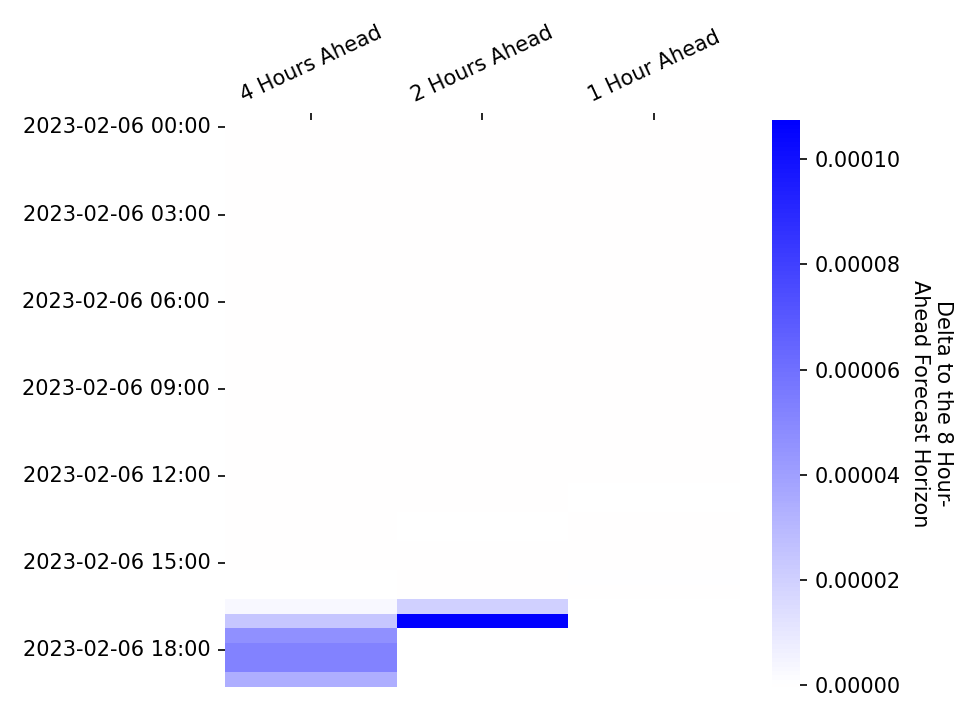 4 Hours Ahead
2 Hours Ahead
1 Hour Ahead
2023-02-06 00:00
2023-02-06 03:00
2023-02-06 06:00
2023-02-06 09:00
2023-02-06 12:00
2023-02-06 15:00
2023-02-06 18:00
0.00010
0.00008
0.00006
0.00004
0.00002
0.00000
Delta to the 8 Hour-
Ahead Forecast Horizon